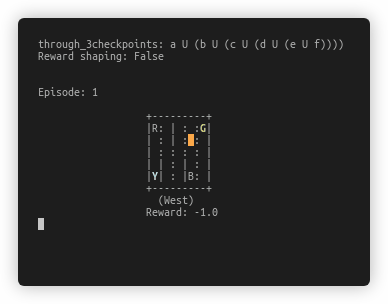 through_3checkpoints: a U (b U (c U (d U (e U f))))
Reward shaping: False
Episode: 1
+---------+
|R: | : :G|
| : | : : |
| : : : : |
| | : | : |
|Y| : |B: |
+---------+
(West)
Reward: -1.0